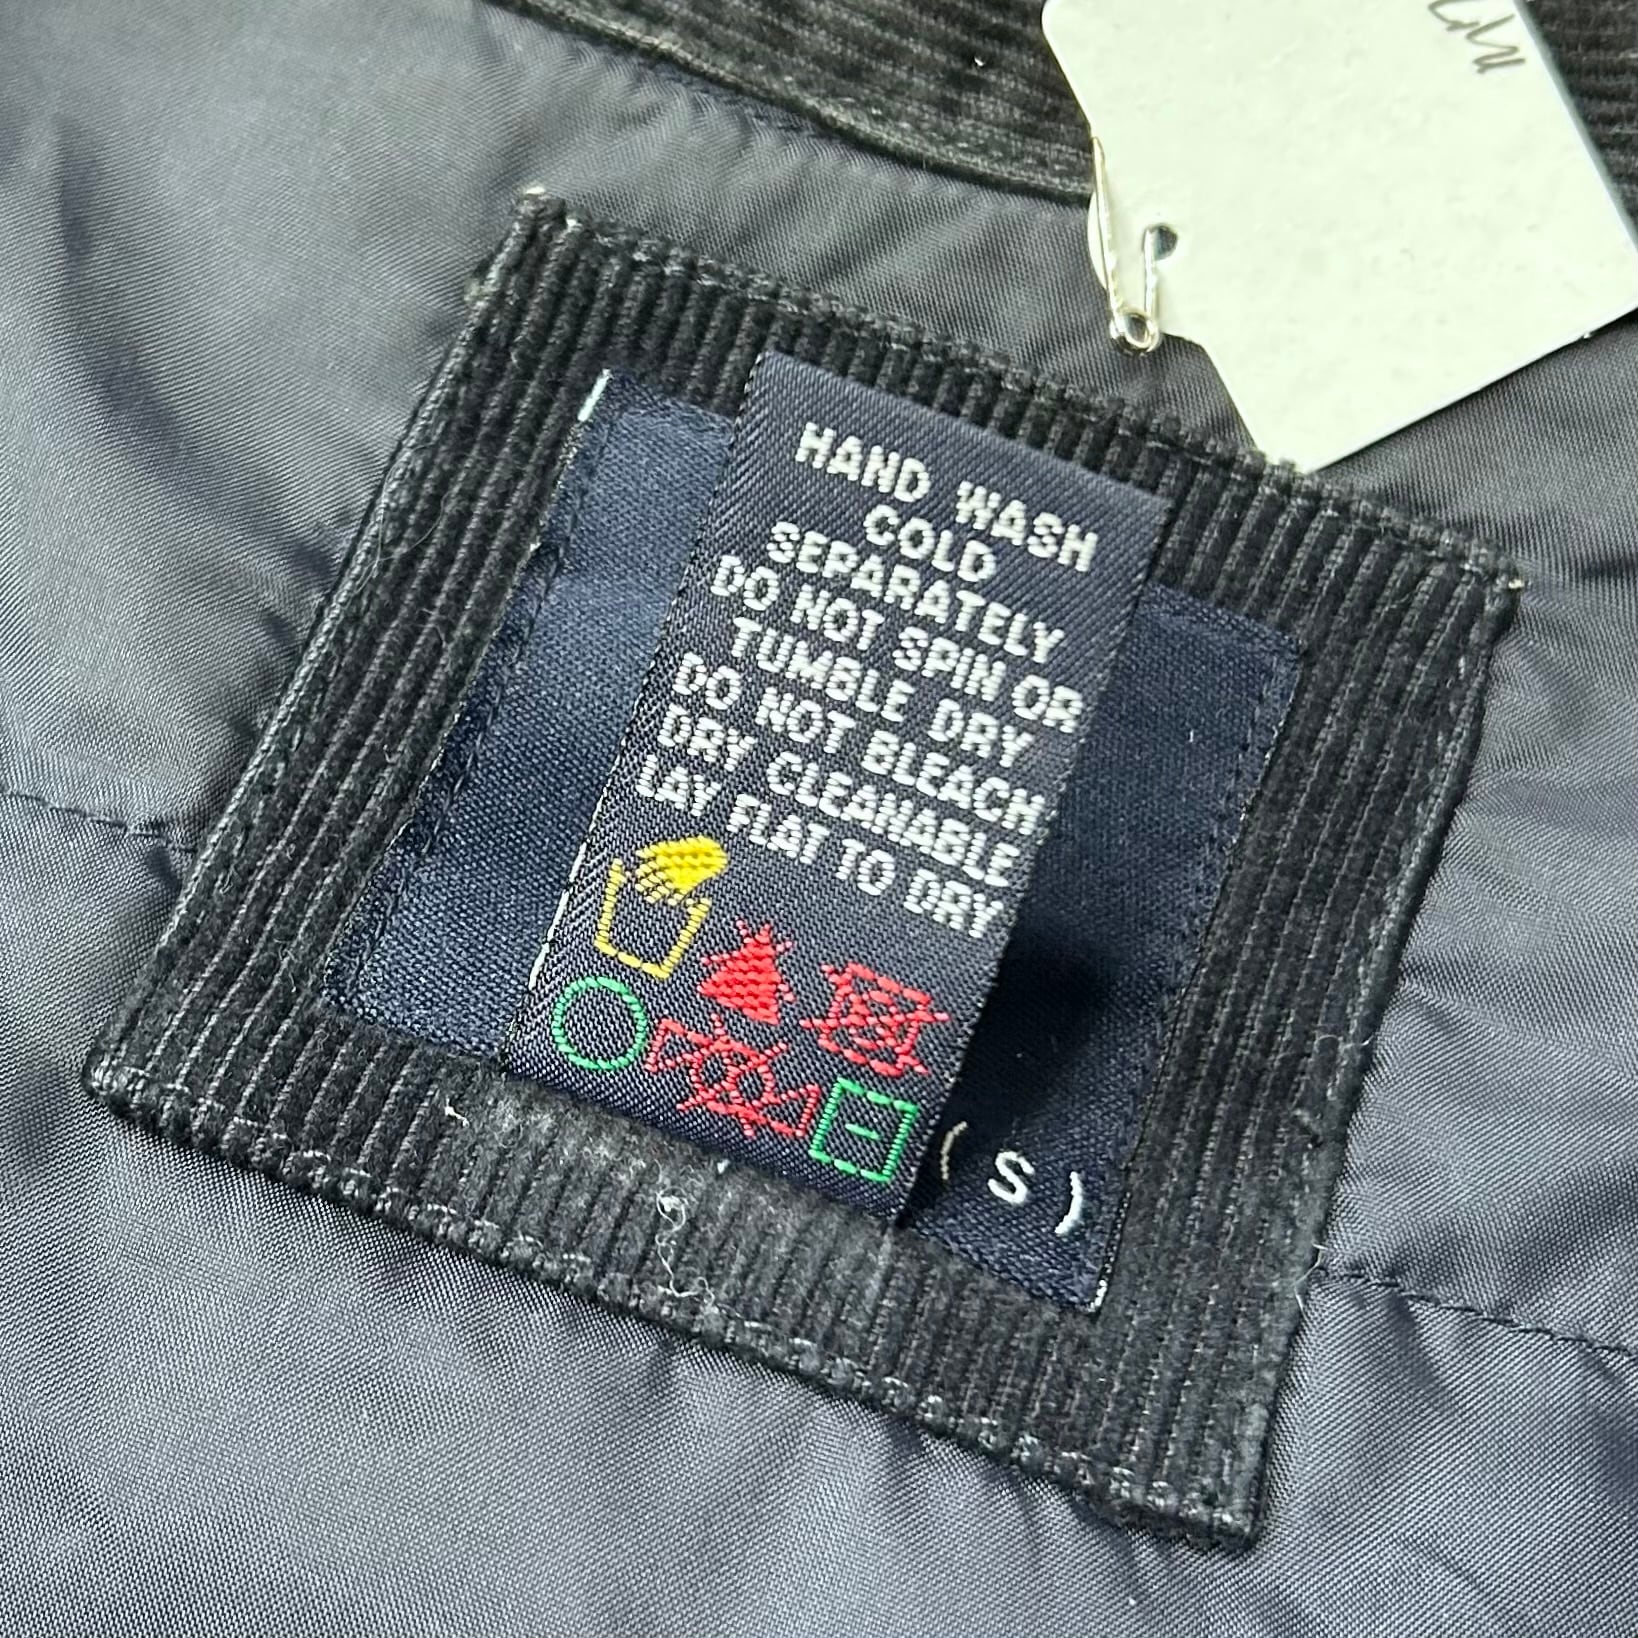 HAND WASH
COLD
SEPARATELY
DO NOT SPIN OR
TUMBLE DRY
DO NOT BLEACH
DRY CLEANABLE
LAY FLAT TO DRY
( S )